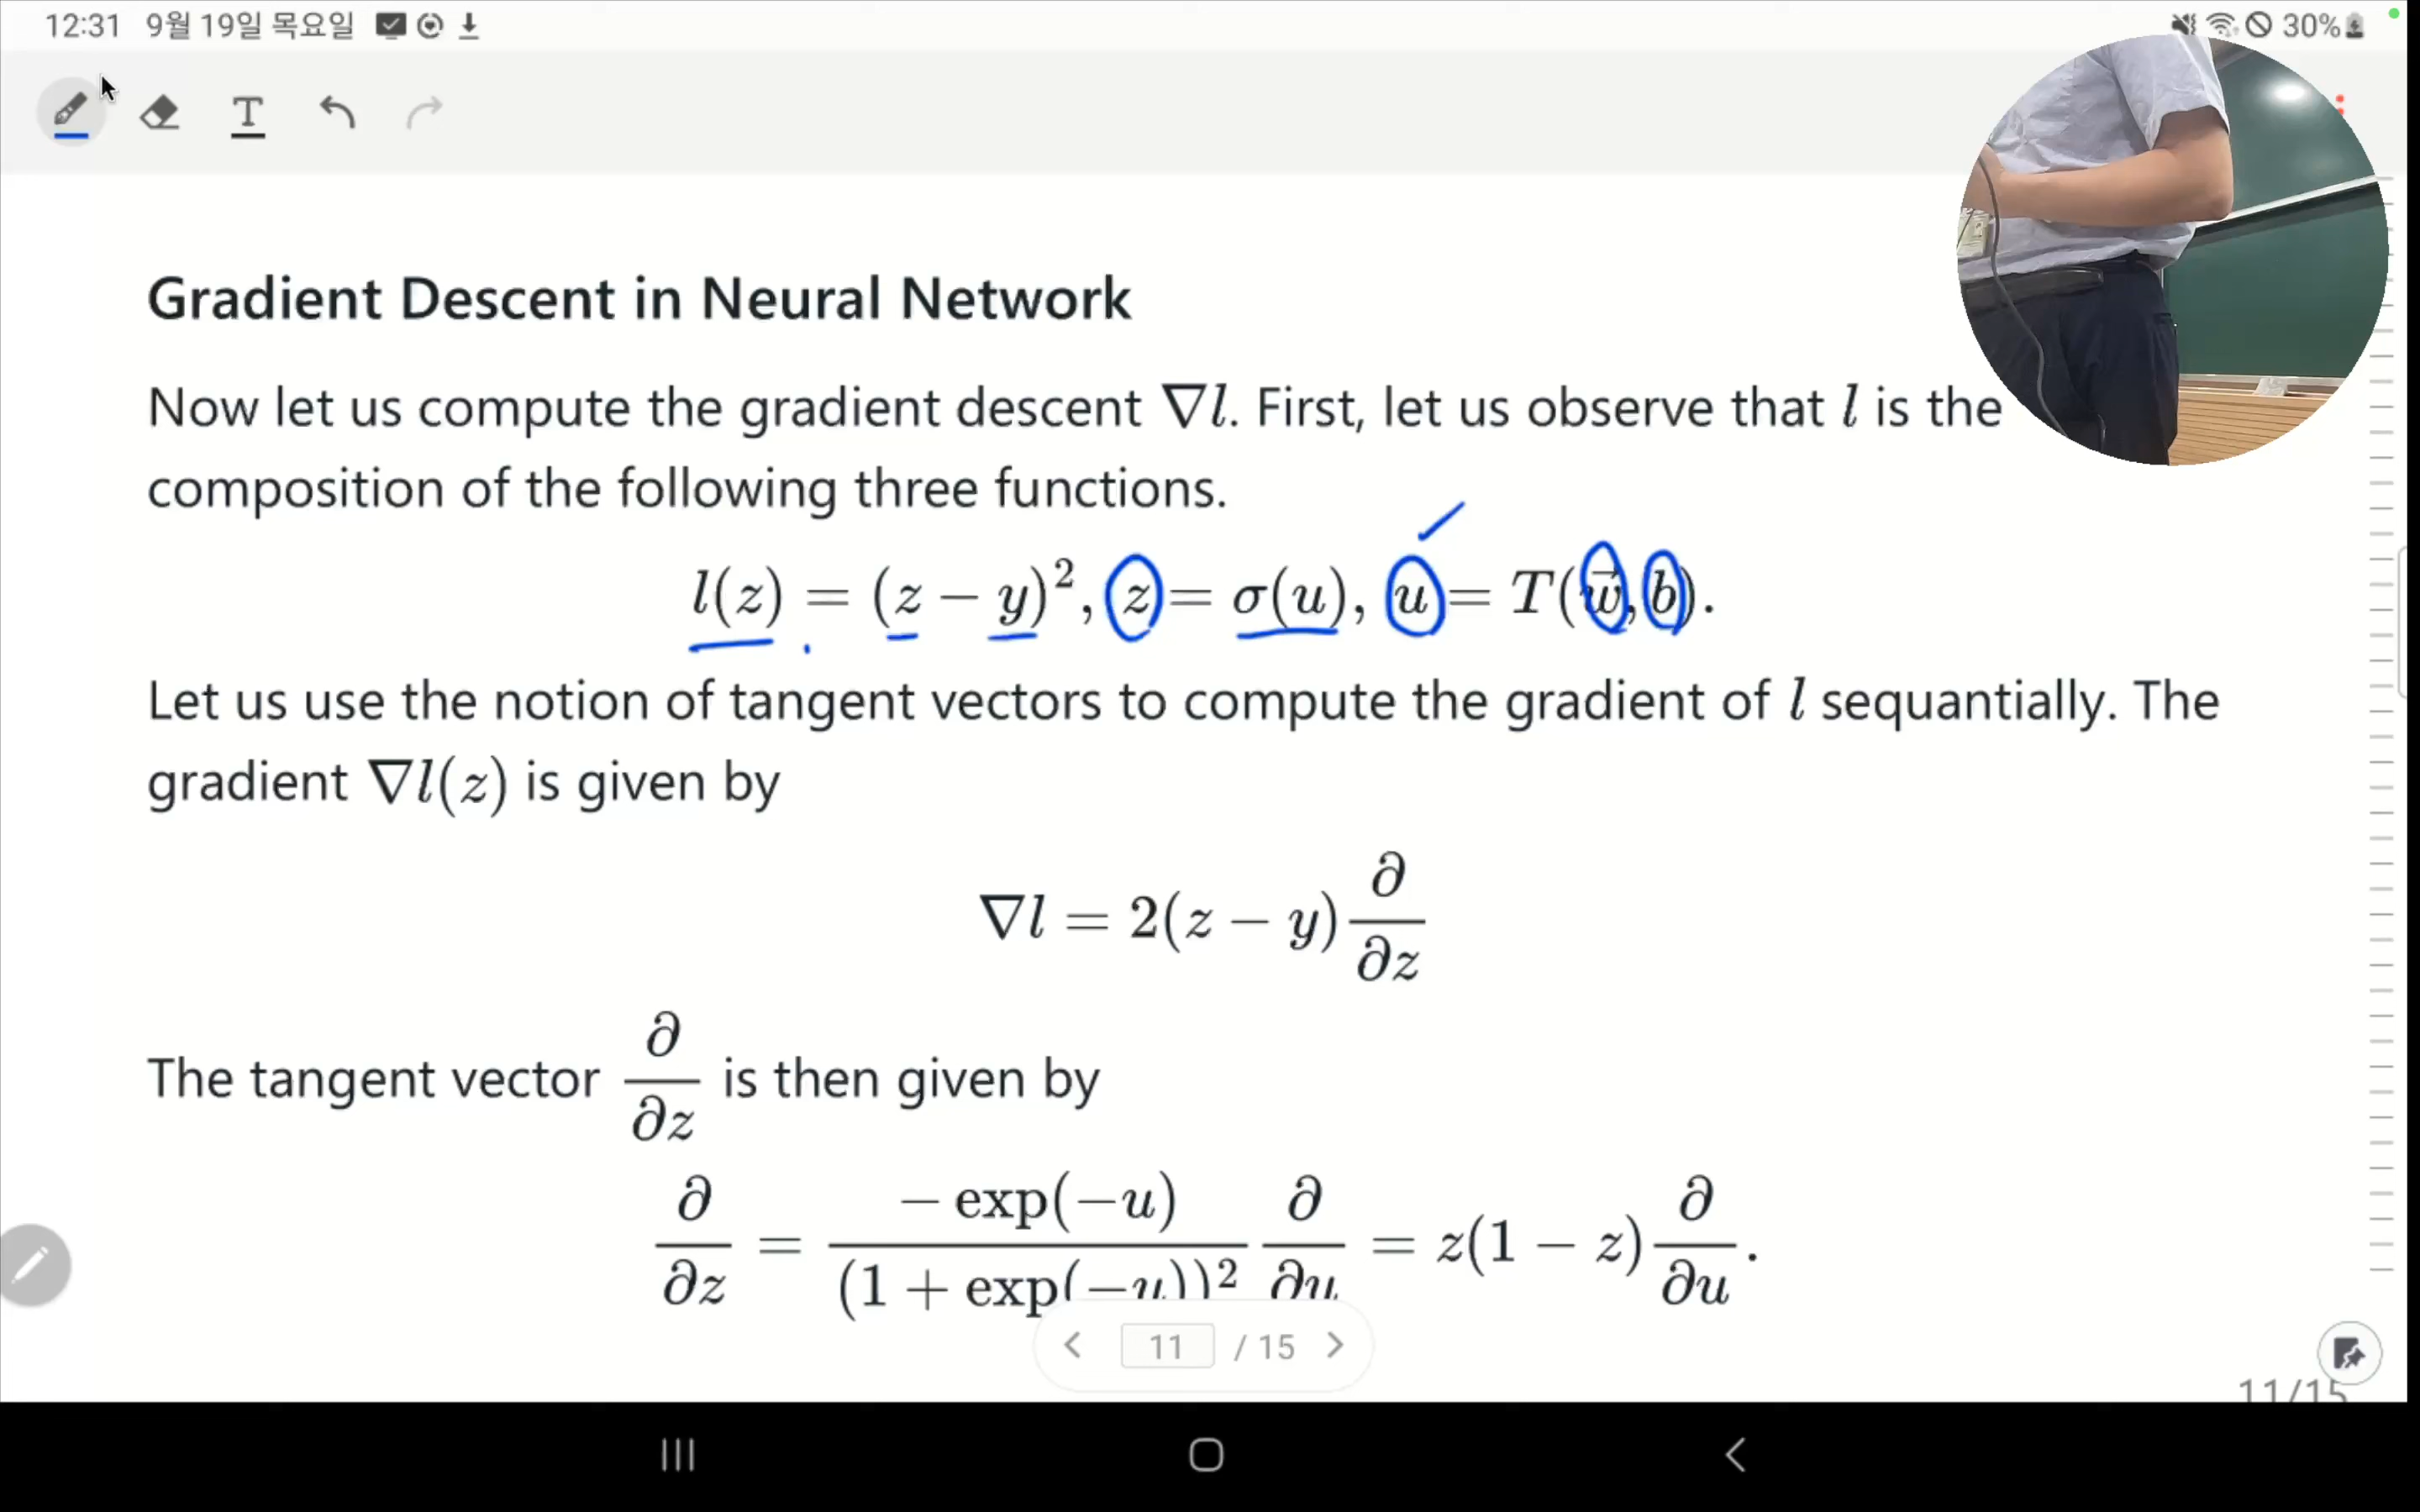 12:31 9월 19일 목요일
30%
T
Gradient Descent in Neural Network
Now let us compute the gradient descent ∇l. First, let us observe that l is the
composition of the following three functions.
l(z) = (z − y)², z = σ(u), u = T(w⃗, b).
Let us use the notion of tangent vectors to compute the gradient of l sequantially. The
gradient ∇l(z) is given by
∇l = 2(z − y) ∂/∂z
The tangent vector ∂/∂z is then given by
∂/∂z = − exp(−u)/(1 + exp(−u))² ∂/∂u = z(1 − z) ∂/∂u.
11 / 15
11/15